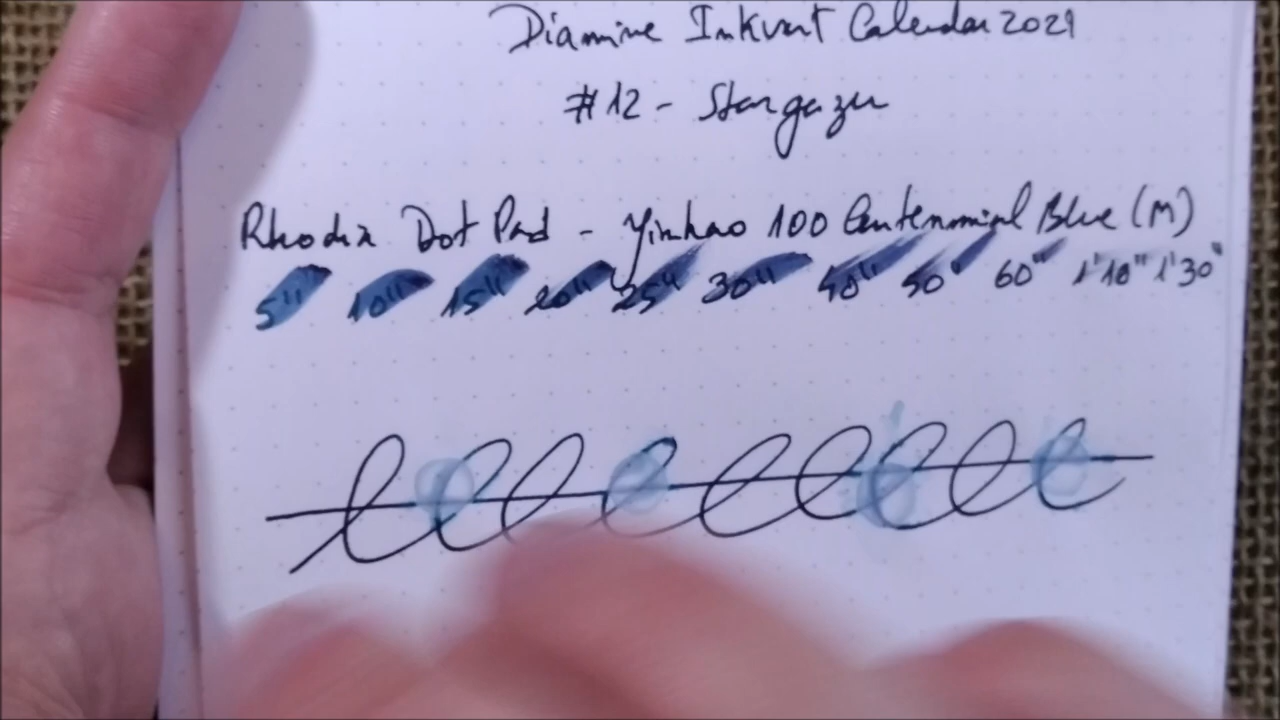 Diamine Inkvent Calendar 2021
#12 - Stargazer
Rhodia Dot Pad - Jinhao 100 Centennial Blue (M)
5" 10" 15" 20" 25" 30" 40" 50" 60" 1'10" 1'30"